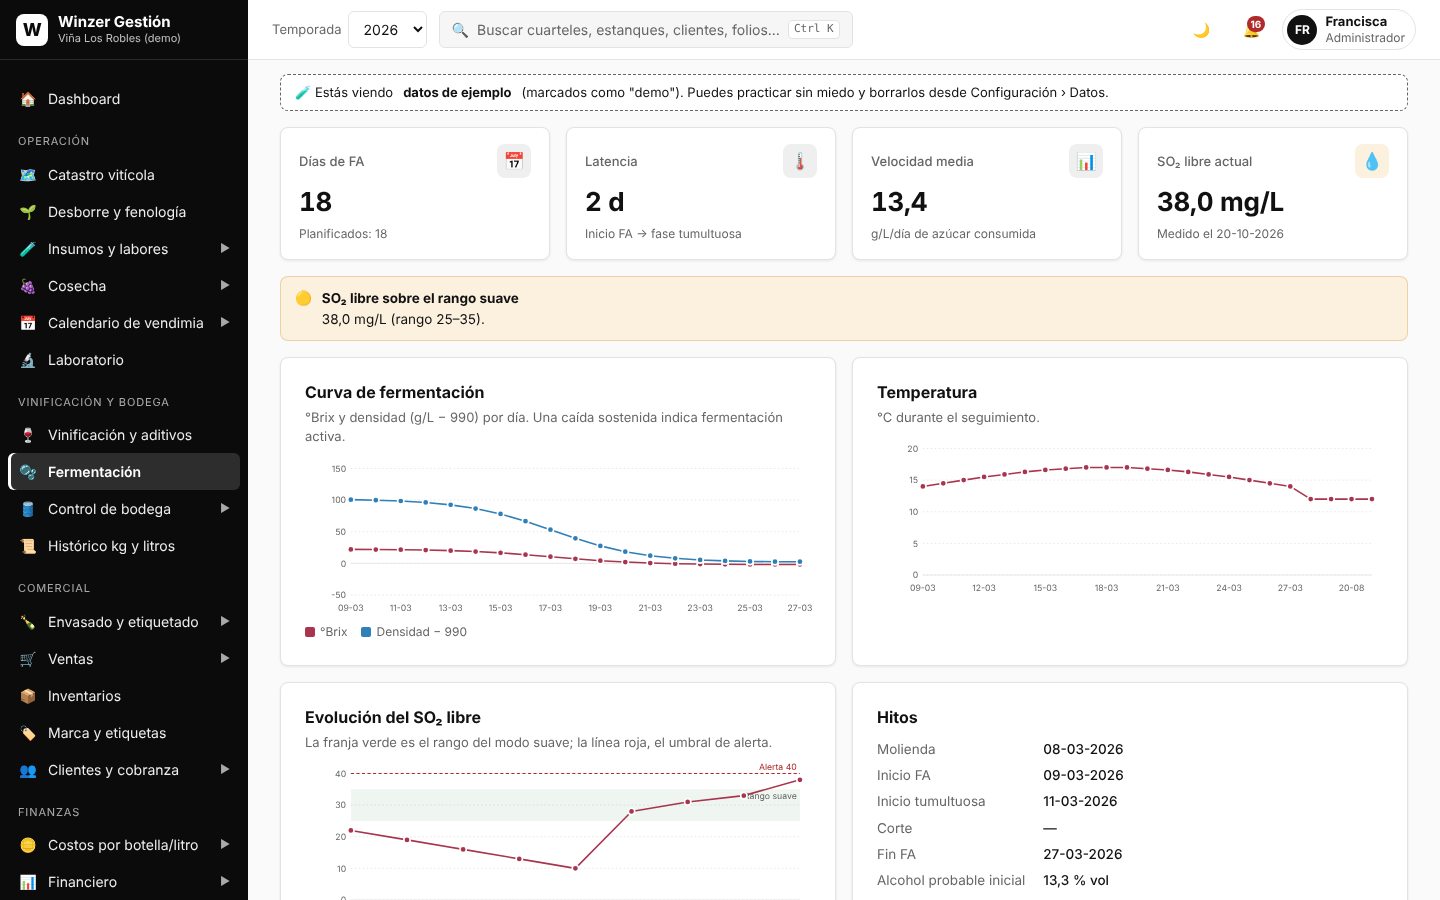 W
Winzer Gestión
Viña Los Robles (demo)
Temporada
2026
Buscar cuarteles, estanques, clientes, folios...
Ctrl K
16
FR
Francisca
Administrador
Dashboard
OPERACIÓN
Catastro vitícola
Desborre y fenología
Insumos y labores
Cosecha
Calendario de vendimia
Laboratorio
VINIFICACIÓN Y BODEGA
Vinificación y aditivos
Fermentación
Control de bodega
Histórico kg y litros
COMERCIAL
Envasado y etiquetado
Ventas
Inventarios
Marca y etiquetas
Clientes y cobranza
FINANZAS
Costos por botella/litro
Financiero
Estás viendo datos de ejemplo (marcados como "demo"). Puedes practicar sin miedo y borrarlos desde Configuración › Datos.
Días de FA
18
Planificados: 18
Latencia
2 d
Inicio FA → fase tumultuosa
Velocidad media
13,4
g/L/día de azúcar consumida
SO₂ libre actual
38,0 mg/L
Medido el 20-10-2026
SO₂ libre sobre el rango suave
38,0 mg/L (rango 25–35).
Curva de fermentación
°Brix y densidad (g/L − 990) por día. Una caída sostenida indica fermentación
activa.
150
100
50
0
-50
09-03 11-03 13-03 15-03 17-03 19-03 21-03 23-03 25-03 27-03
°Brix Densidad − 990
Temperatura
°C durante el seguimiento.
20
15
10
5
0
09-03 12-03 15-03 18-03 21-03 24-03 27-03 20-08
Evolución del SO₂ libre
La franja verde es el rango del modo suave; la línea roja, el umbral de alerta.
Alerta 40
40
30
20
10
0
suave
Hitos
Molienda 08-03-2026
Inicio FA 09-03-2026
Inicio tumultuosa 11-03-2026
Corte —
Fin FA 27-03-2026
Alcohol probable inicial 13,3 % vol